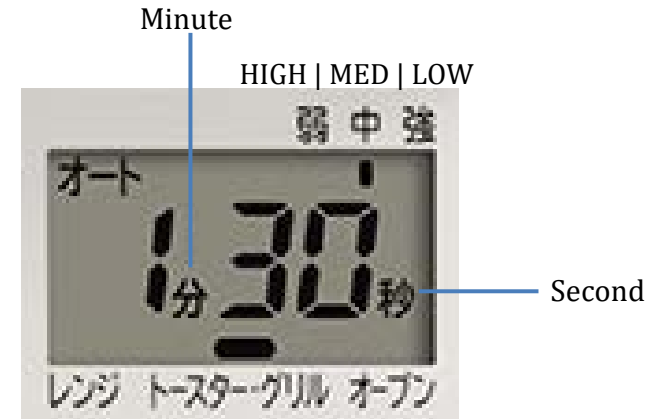 Minute
HIGH | MED | LOW
弱 中 強
オート
1分30秒
Second
レンジ トースター・グリル オーブン